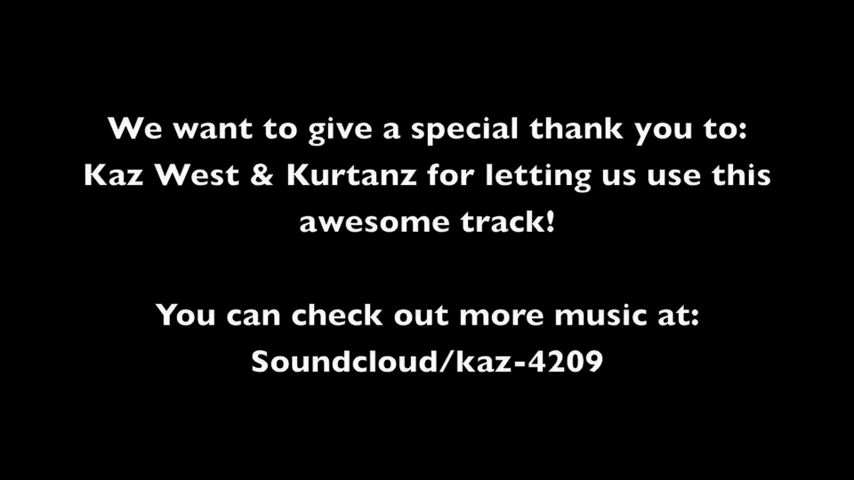 We want to give a special thank you to:
Kaz West & Kurtanz for letting us use this
awesome track!
You can check out more music at:
Soundcloud/kaz-4209